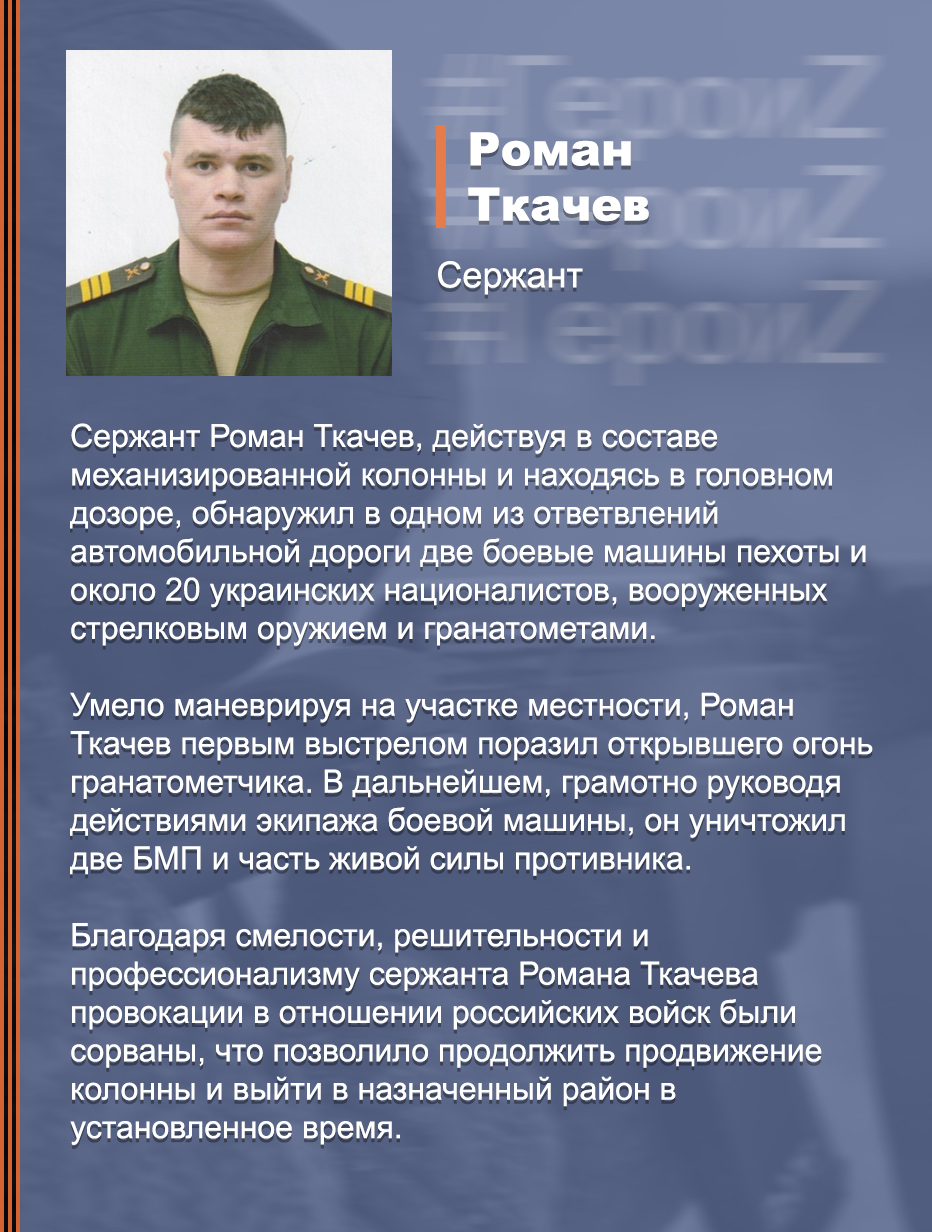 #ГероиZ
Роман
#ГероиZ
Ткачев
Сержант
#ГероиZ
Сержант Роман Ткачев, действуя в составе
механизированной колонны и находясь в головном
дозоре, обнаружил в одном из ответвлений
автомобильной дороги две боевые машины пехоты и
около 20 украинских националистов, вооруженных
стрелковым оружием и гранатометами.
Умело маневрируя на участке местности, Роман
Ткачев первым выстрелом поразил открывшего огонь
гранатометчика. В дальнейшем, грамотно руководя
действиями экипажа боевой машины, он уничтожил
две БМП и часть живой силы противника.
Благодаря смелости, решительности и
профессионализму сержанта Романа Ткачева
провокации в отношении российских войск были
сорваны, что позволило продолжить продвижение
колонны и выйти в назначенный район в
установленное время.